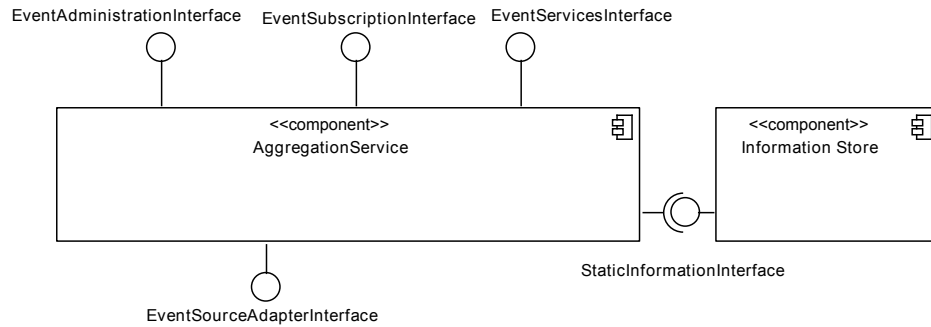 EventAdministrationInterface
EventSubscriptionInterface
EventServicesInterface
<<component>>
AggregationService
<<component>>
Information Store
StaticInformationInterface
EventSourceAdapterInterface